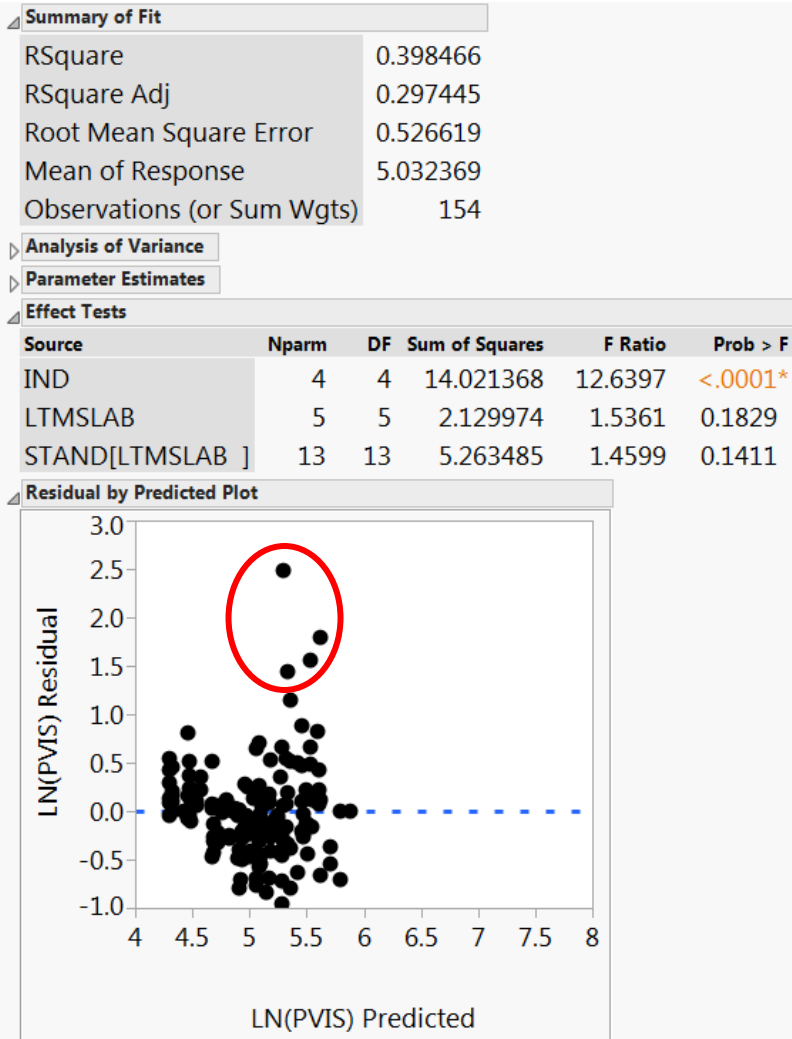 Summary of Fit
RSquare 0.398466
RSquare Adj 0.297445
Root Mean Square Error 0.526619
Mean of Response 5.032369
Observations (or Sum Wgts) 154
Analysis of Variance
Parameter Estimates
Effect Tests
Source Nparm DF Sum of Squares F Ratio Prob > F
IND 4 4 14.021368 12.6397 <.0001*
LTMSLAB 5 5 2.129974 1.5361 0.1829
STAND[LTMSLAB ] 13 13 5.263485 1.4599 0.1411
Residual by Predicted Plot
LN(PVIS) Residual
3.0
2.5
2.0
1.5
1.0
0.5
0.0
-0.5
-1.0
4 4.5 5 5.5 6 6.5 7 7.5 8
LN(PVIS) Predicted